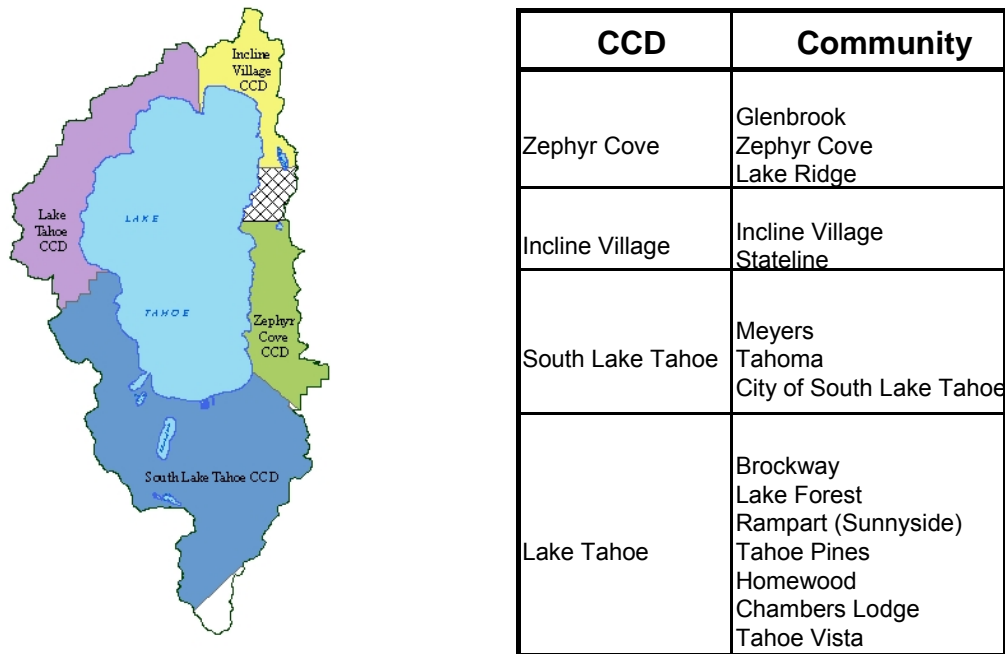 Incline
Village
CCD
Lake
Tahoe
CCD
LAKE
TAHOE
Zephyr
Cove
CCD
South Lake Tahoe CCD
CCD Community
Zephyr Cove
Glenbrook
Zephyr Cove
Lake Ridge
Incline Village
Incline Village
Stateline
South Lake Tahoe
Meyers
Tahoma
City of South Lake Tahoe
Lake Tahoe
Brockway
Lake Forest
Rampart (Sunnyside)
Tahoe Pines
Homewood
Chambers Lodge
Tahoe Vista